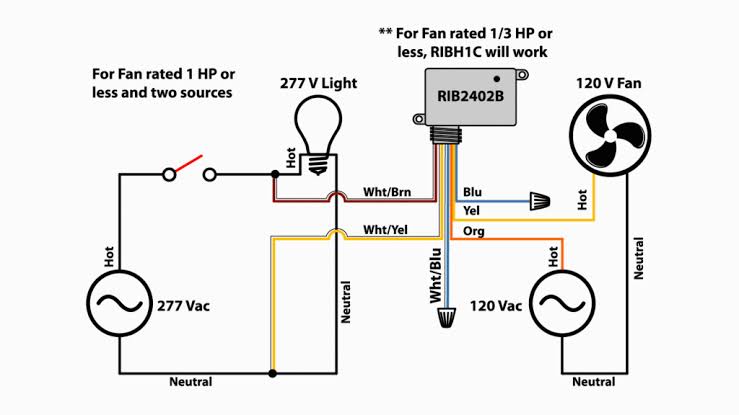 ** For Fan rated 1/3 HP or
less, RIBH1C will work
For Fan rated 1 HP or
less and two sources
277 V Light
RIB2402B
120 V Fan
Hot
Wht/Brn
Blu
Yel
Hot
Wht/Yel
Org
Hot
Wht/Blu
Hot
Neutral
277 Vac
Neutral
120 Vac
Neutral
Neutral